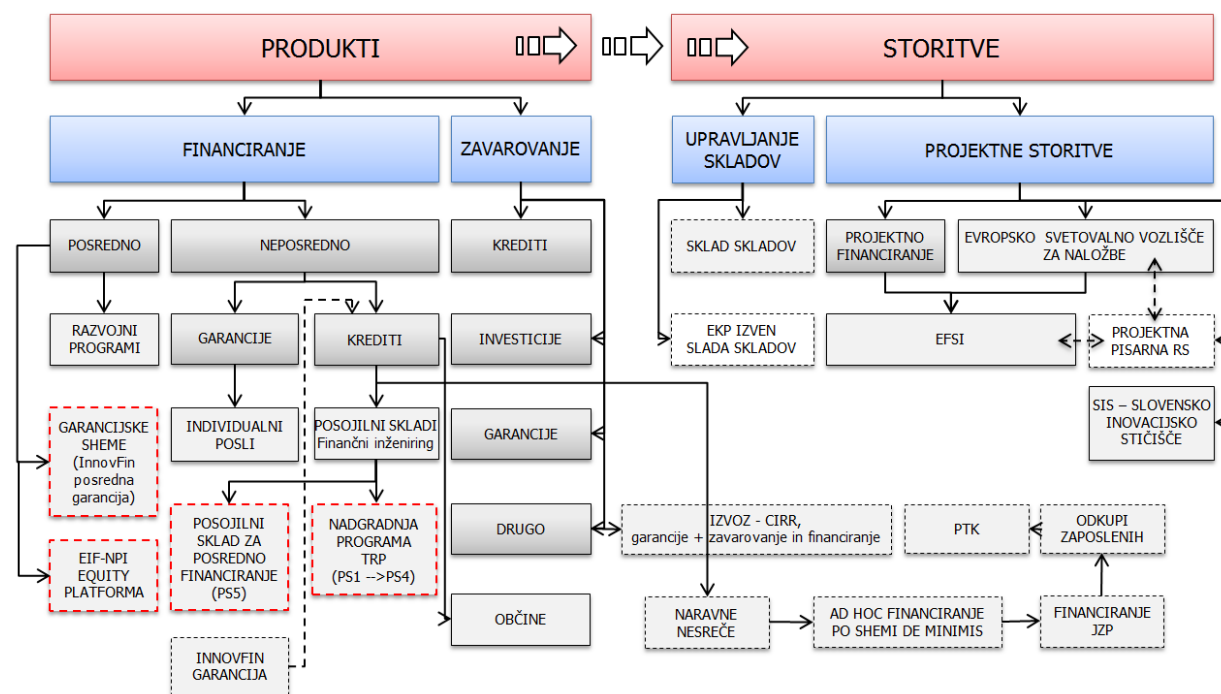 PRODUKTI
STORITVE
FINANCIRANJE
ZAVAROVANJE
UPRAVLJANJE
SKLADOV
PROJEKTNE STORITVE
POSREDNO
NEPOSREDNO
KREDITI
SKLAD SKLADOV
PROJEKTNO
FINANCIRANJE
EVROPSKO SVETOVALNO VOZLIŠČE
ZA NALOŽBE
RAZVOJNI
PROGRAMI
GARANCIJE
KREDITI
INVESTICIJE
EKP IZVEN
SLADA SKLADOV
EFSI
PROJEKTNA
PISARNA RS
GARANCIJSKE
SHEME
(InnovFin
posredna
garancija)
INDIVIDUALNI
POSLI
POSOJILNI SKLADI
Finančni inženiring
GARANCIJE
SIS – SLOVENSKO
INOVACIJSKO
STIČIŠČE
EIF-NPI
EQUITY
PLATFORMA
POSOJILNI
SKLAD ZA
POSREDNO
FINANCIRANJE
(PS5)
NADGRADNJA
PROGRAMA
TRP
(PS1 -->PS4)
DRUGO
IZVOZ - CIRR,
garancije + zavarovanje in financiranje
PTK
ODKUPI
ZAPOSLENIH
OBČINE
NARAVNE
NESREČE
AD HOC FINANCIRANJE
PO SHEMI DE MINIMIS
FINANCIRANJE
JZP
INNOVFIN
GARANCIJA